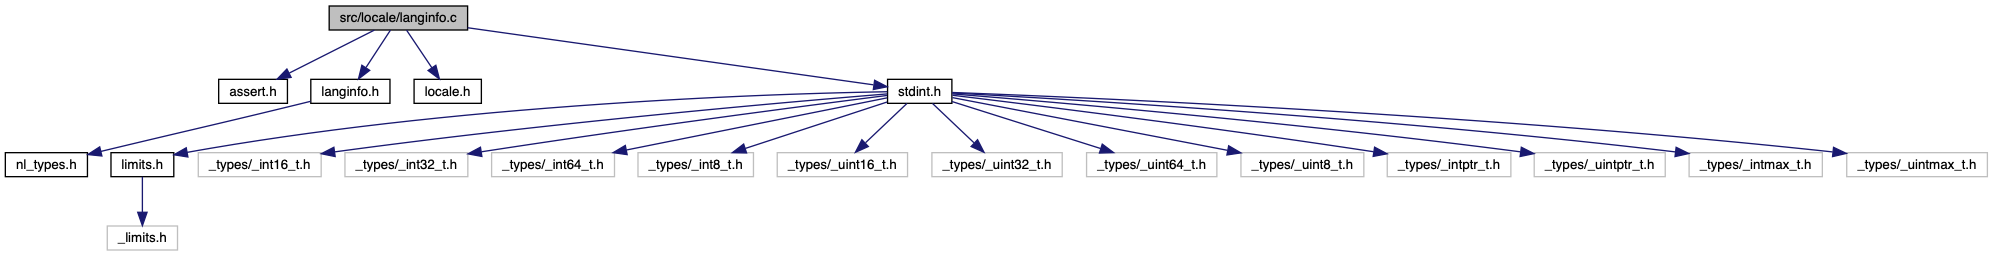 src/locale/langinfo.c
assert.h
langinfo.h
locale.h
stdint.h
nl_types.h
limits.h
_types/_int16_t.h
_types/_int32_t.h
_types/_int64_t.h
_types/_int8_t.h
_types/_uint16_t.h
_types/_uint32_t.h
_types/_uint64_t.h
_types/_uint8_t.h
_types/_intptr_t.h
_types/_uintptr_t.h
_types/_intmax_t.h
_types/_uintmax_t.h
_limits.h